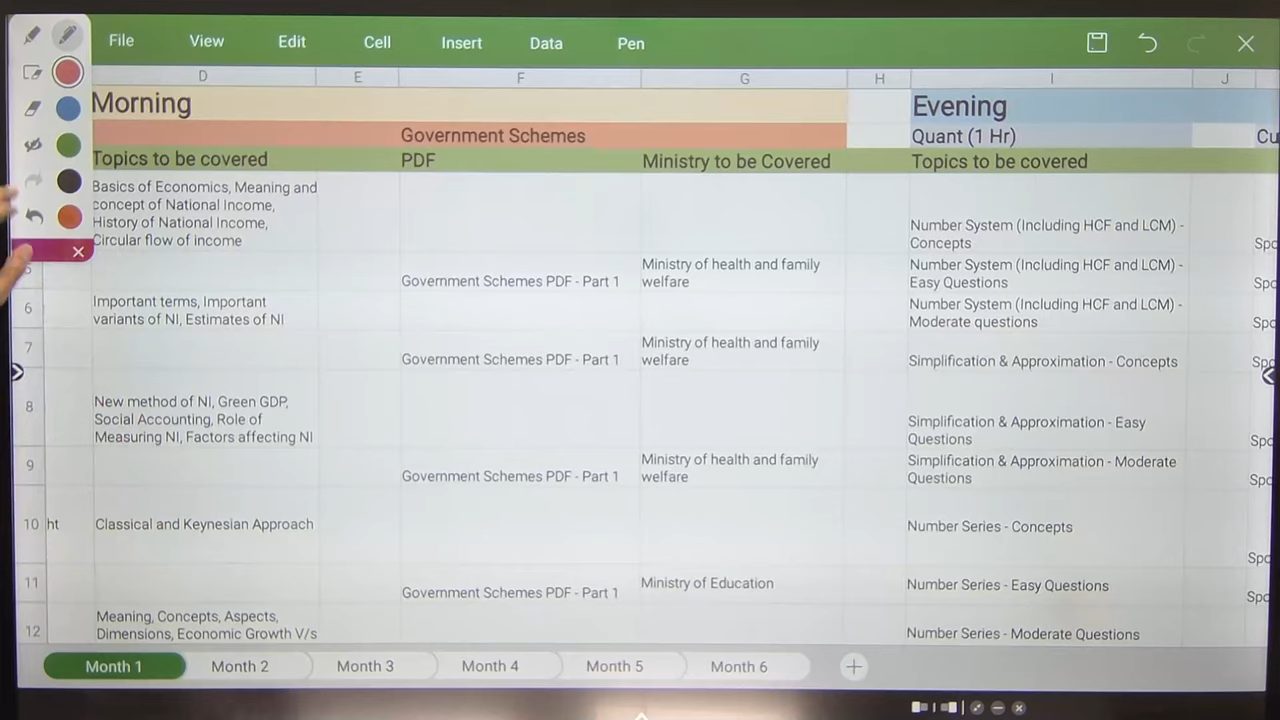 File View Edit Cell Insert Data Pen
D E F G H I J
Morning Evening
Government Schemes Quant (1 Hr) Cu
Topics to be covered PDF Ministry to be Covered Topics to be covered
Basics of Economics, Meaning and
concept of National Income,
History of National Income,
Circular flow of income
Number System (Including HCF and LCM) -
Concepts
Spo
Government Schemes PDF - Part 1
Ministry of health and family
welfare
Number System (Including HCF and LCM) -
Easy Questions
Spo
6
Important terms, Important
variants of NI, Estimates of NI
Number System (Including HCF and LCM) -
Moderate questions
Spo
7
Government Schemes PDF - Part 1
Ministry of health and family
welfare
Simplification & Approximation - Concepts
Spo
8
New method of NI, Green GDP,
Social Accounting, Role of
Measuring NI, Factors affecting NI
Simplification & Approximation - Easy
Questions
Spo
9
Government Schemes PDF - Part 1
Ministry of health and family
welfare
Simplification & Approximation - Moderate
Questions
Spo
10 ht
Classical and Keynesian Approach
Number Series - Concepts
Spo
11
Government Schemes PDF - Part 1
Ministry of Education
Number Series - Easy Questions
Spo
12
Meaning, Concepts, Aspects,
Dimensions, Economic Growth V/s
Number Series - Moderate Questions
Month 1 Month 2 Month 3 Month 4 Month 5 Month 6